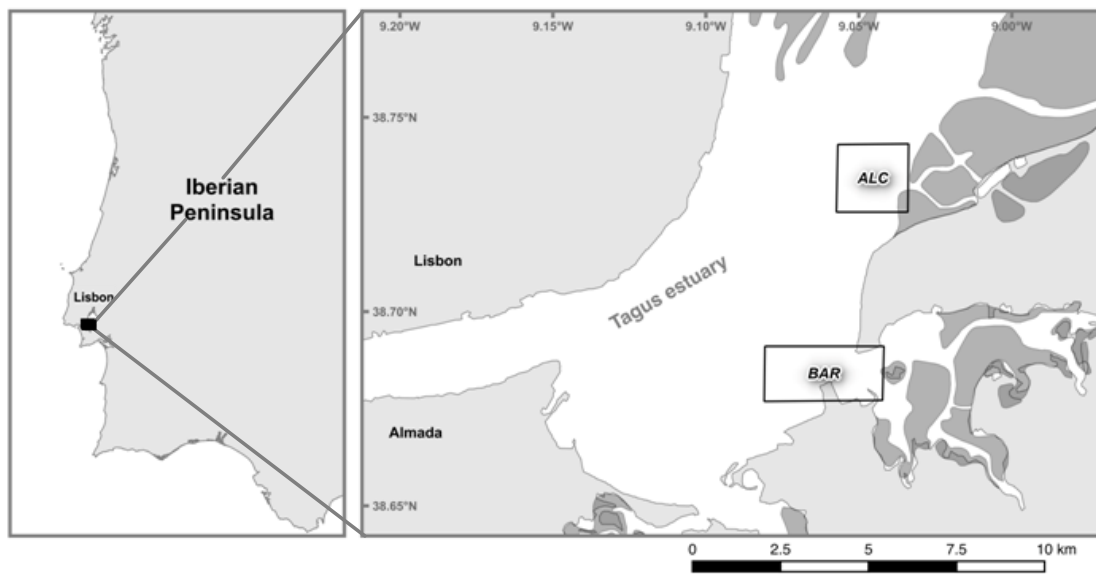 Iberian
Peninsula
Lisbon
9.20°W
9.15°W
9.10°W
9.05°W
9.00°W
38.75°N
ALC
Lisbon
Tagus estuary
38.70°N
BAR
Almada
38.65°N
0
2.5
5
7.5
10 km